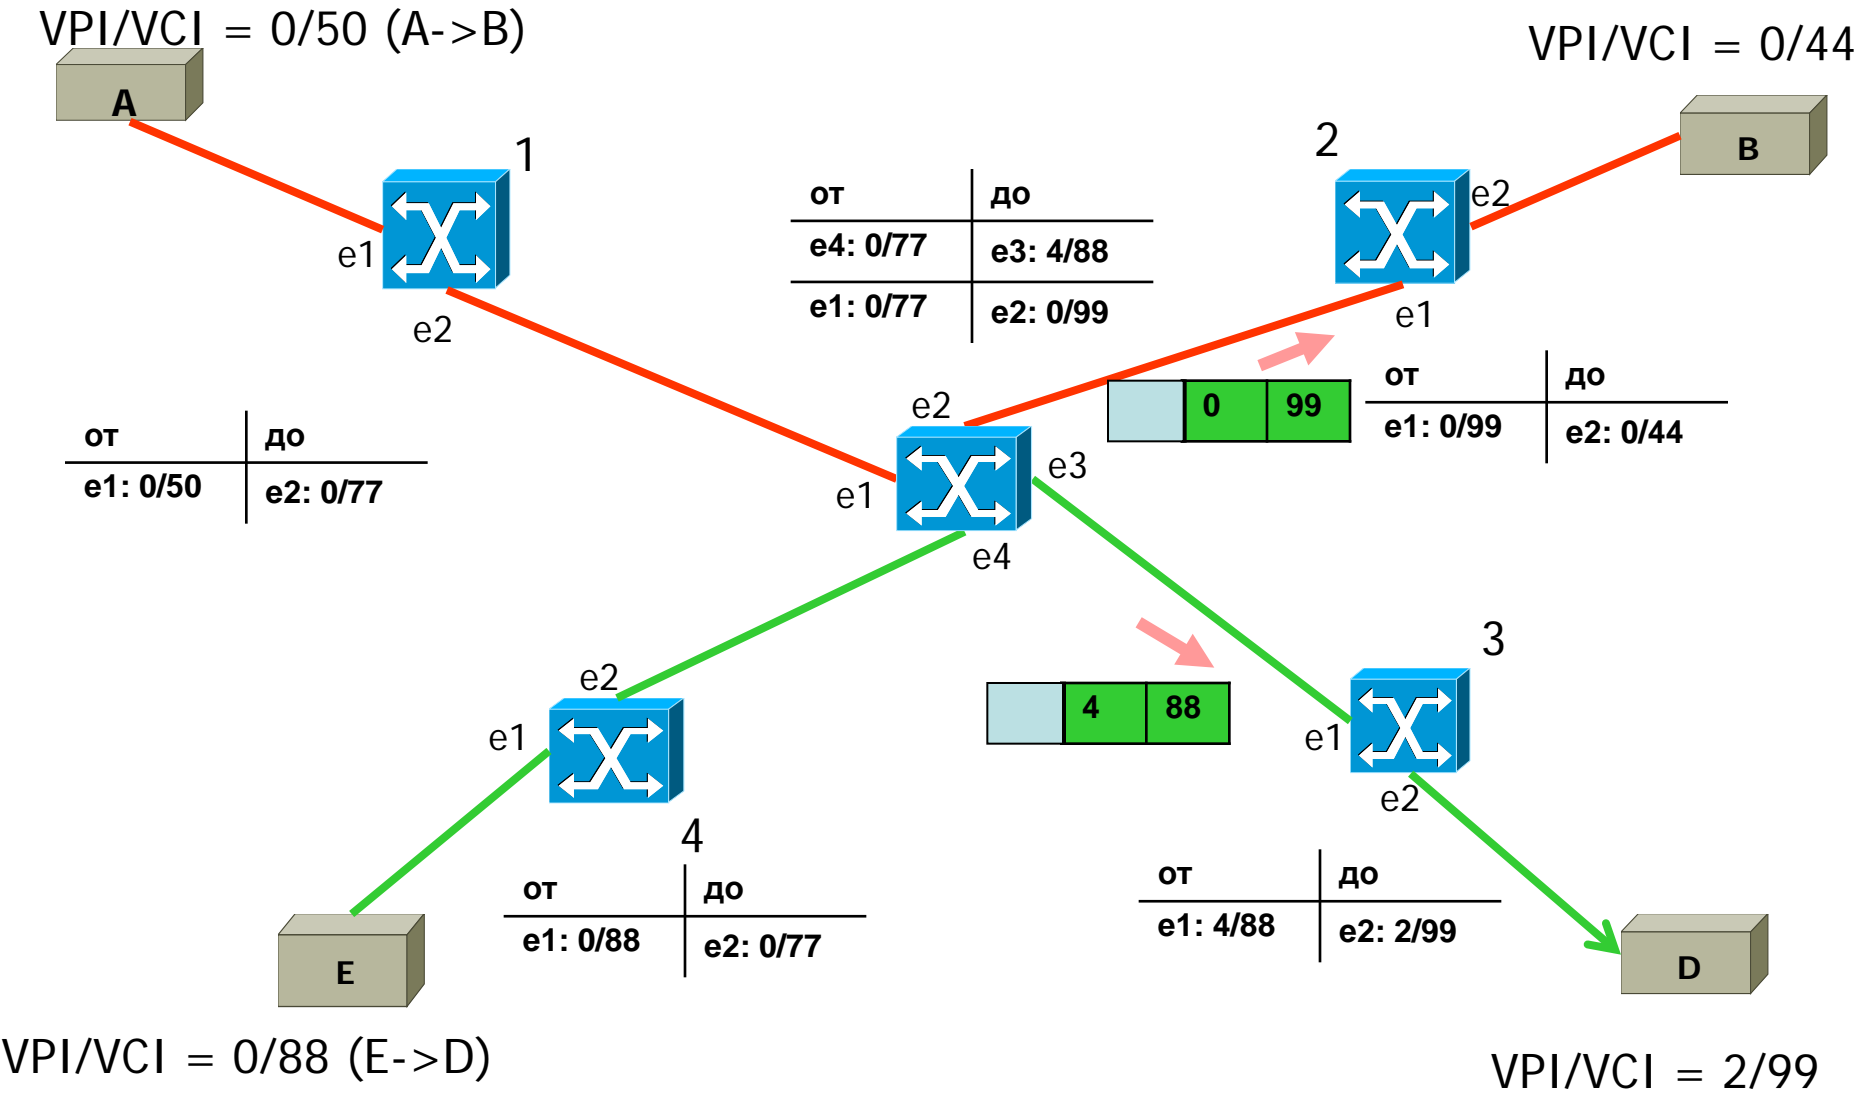 VPI/VCI = 0/50 (A->B)
VPI/VCI = 0/44
A
B
1
2
e1
e2
e2
e1
от до
e4: 0/77 e3: 4/88
e1: 0/77 e2: 0/99
0 99
от до
e1: 0/99 e2: 0/44
от до
e1: 0/50 e2: 0/77
e2
e3
e1
e4
4 88
3
e1
e2
e2
e1
4
от до
e1: 0/88 e2: 0/77
от до
e1: 4/88 e2: 2/99
E
D
VPI/VCI = 0/88 (E->D)
VPI/VCI = 2/99